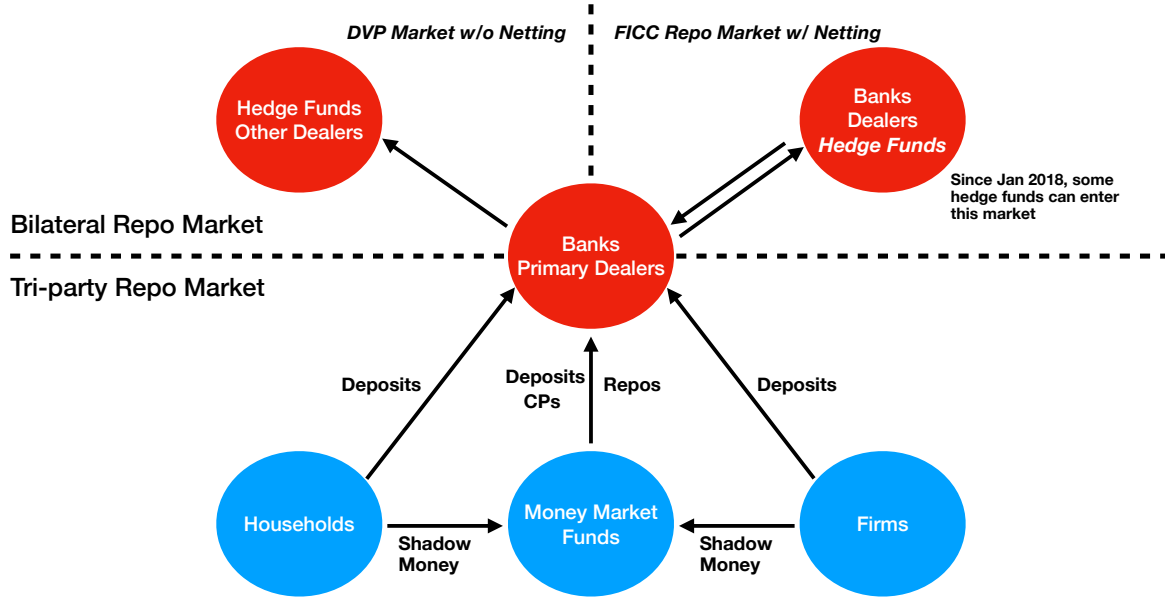 DVP Market w/o Netting
FICC Repo Market w/ Netting
Hedge Funds
Other Dealers
Banks
Dealers
Hedge Funds
Since Jan 2018, some
hedge funds can enter
this market
Bilateral Repo Market
Banks
Primary Dealers
Tri-party Repo Market
Deposits
Deposits
CPs
Repos
Deposits
Households
Shadow
Money
Money Market
Funds
Shadow
Money
Firms